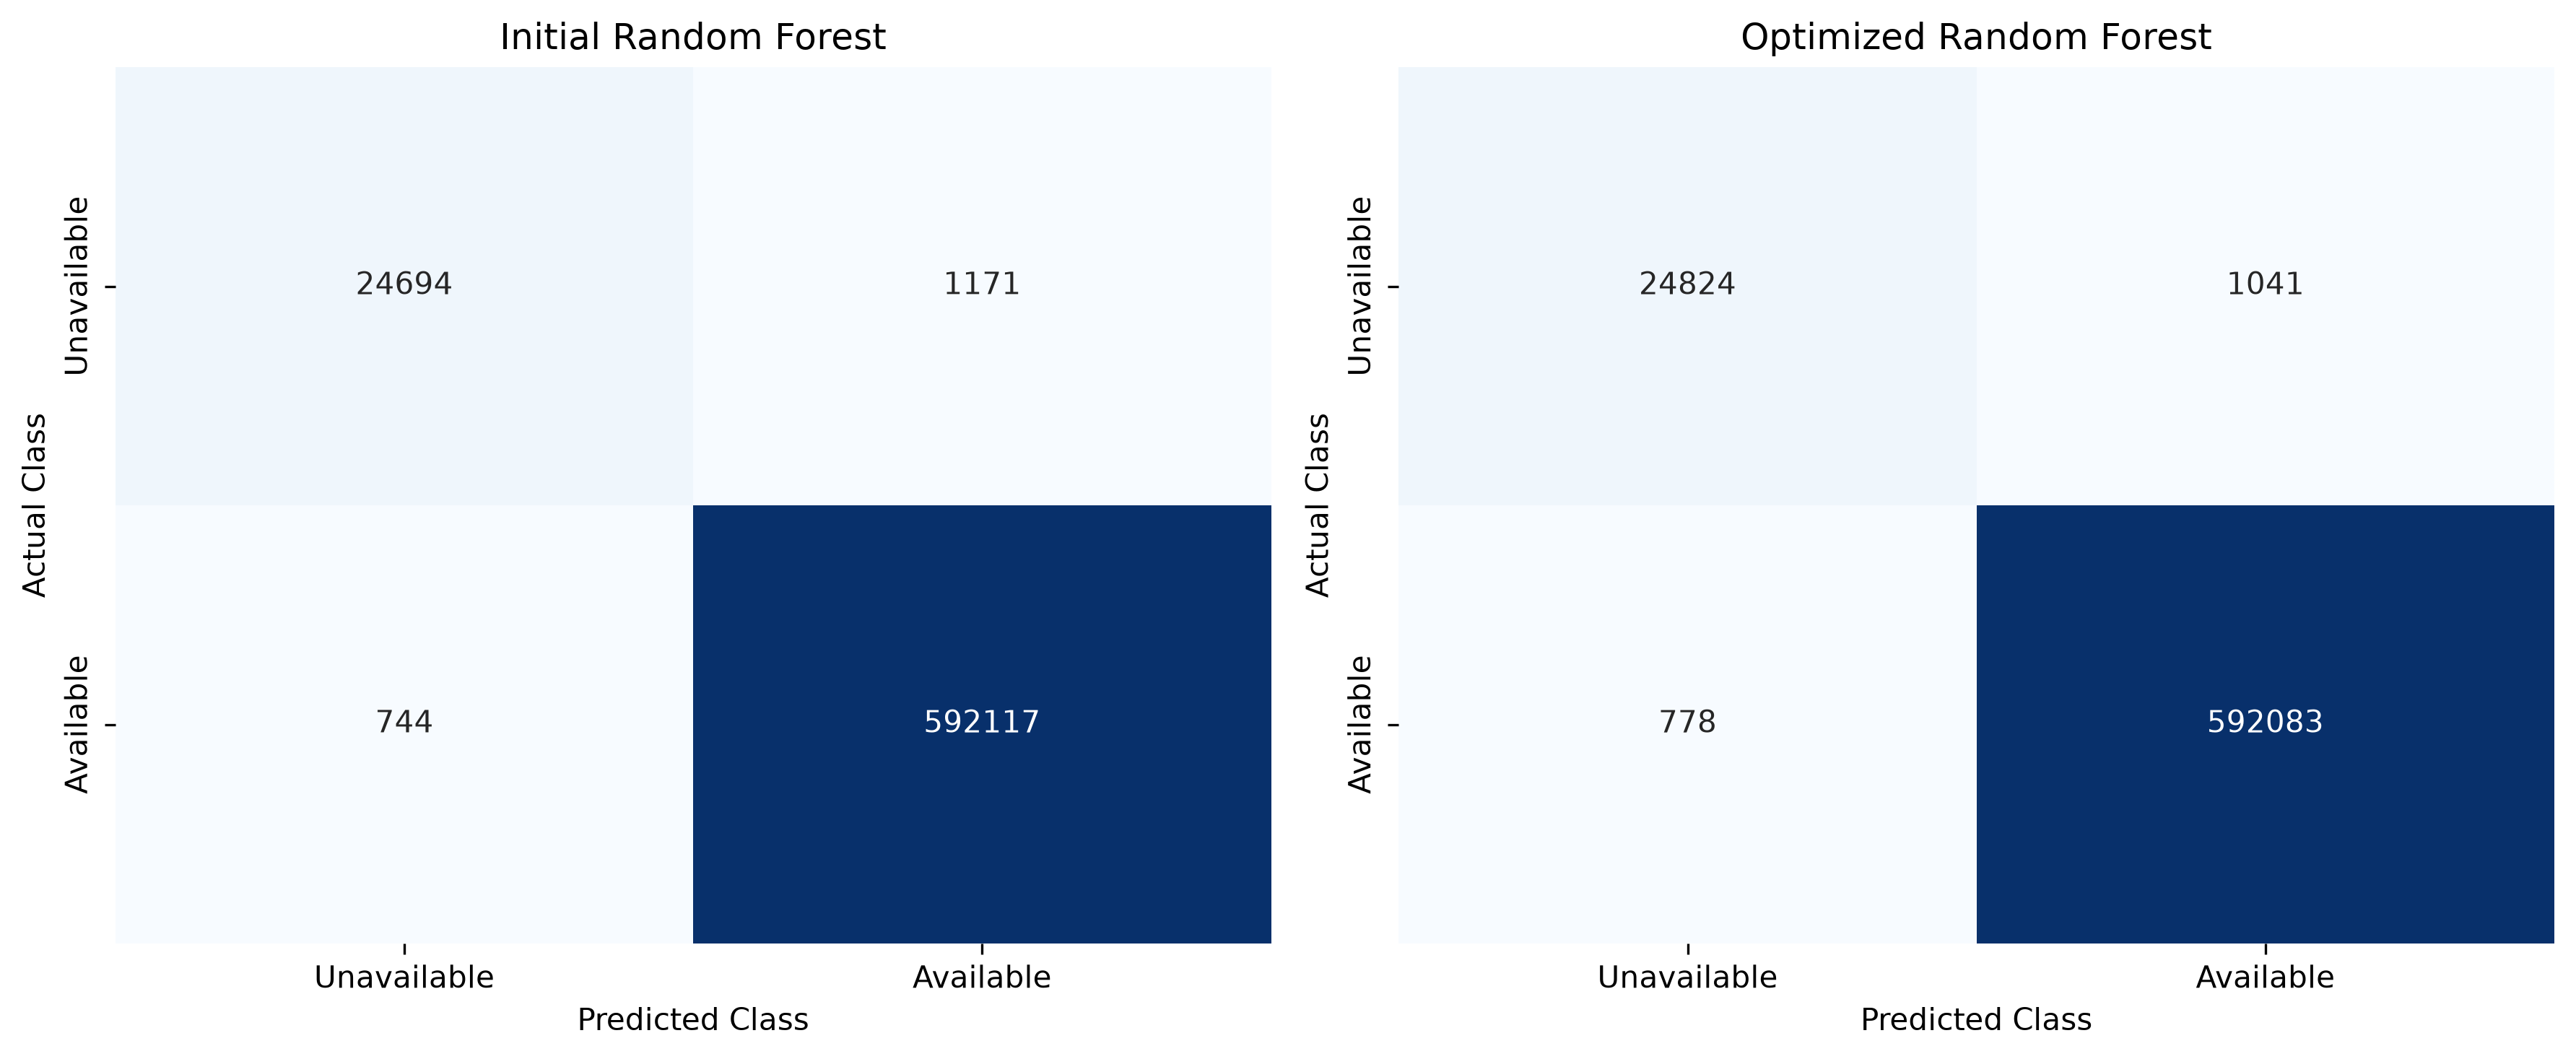 Initial Random Forest
Actual Class
Unavailable
24694 1171
Available
744 592117
Unavailable Available
Predicted Class
Optimized Random Forest
Actual Class
Unavailable
24824 1041
Available
778 592083
Unavailable Available
Predicted Class